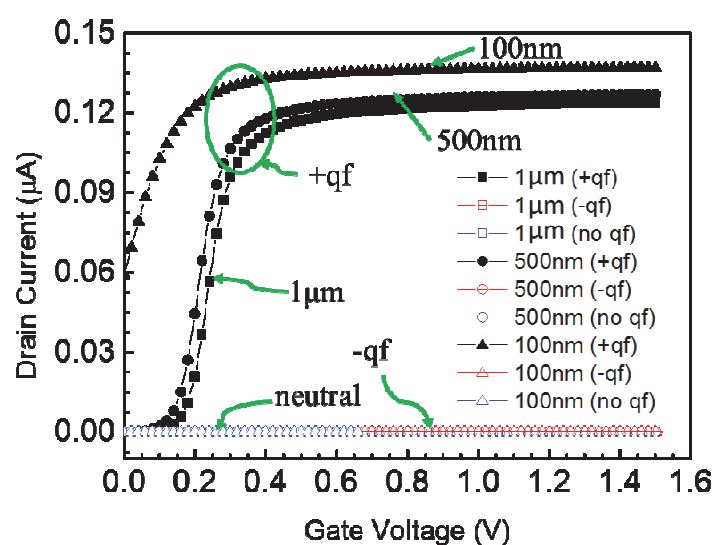 0.15
0.12
0.09
0.06
0.03
0.00
Drain Current (μA)
100nm
500nm
+qf
1μm
-qf
neutral
1μm (+qf)
1μm (-qf)
1μm (no qf)
500nm (+qf)
500nm (-qf)
500nm (no qf)
100nm (+qf)
100nm (-qf)
100nm (no qf)
0.0 0.2 0.4 0.6 0.8 1.0 1.2 1.4 1.6
Gate Voltage (V)